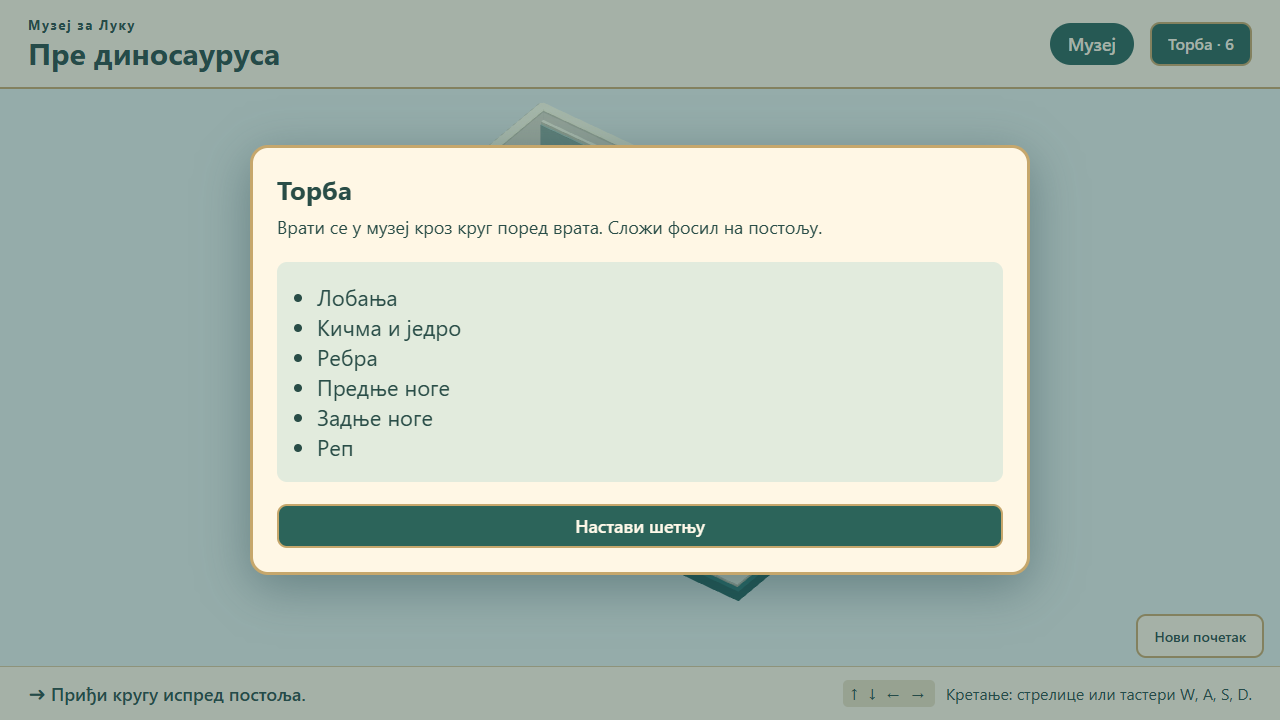 Музеј за Луку
Пре диносауруса
Музеј
Торба · 6
Торба
Врати се у музеј кроз круг поред врата. Сложи фосил на постољу.
• Лобања
• Кичма и једро
• Ребра
• Предње ноге
• Задње ноге
• Реп
Настави шетњу
Нови почетак
→ Приђи кругу испред постоља.
↑ ↓ ← → Кретање: стрелице или тастери W, A, S, D.